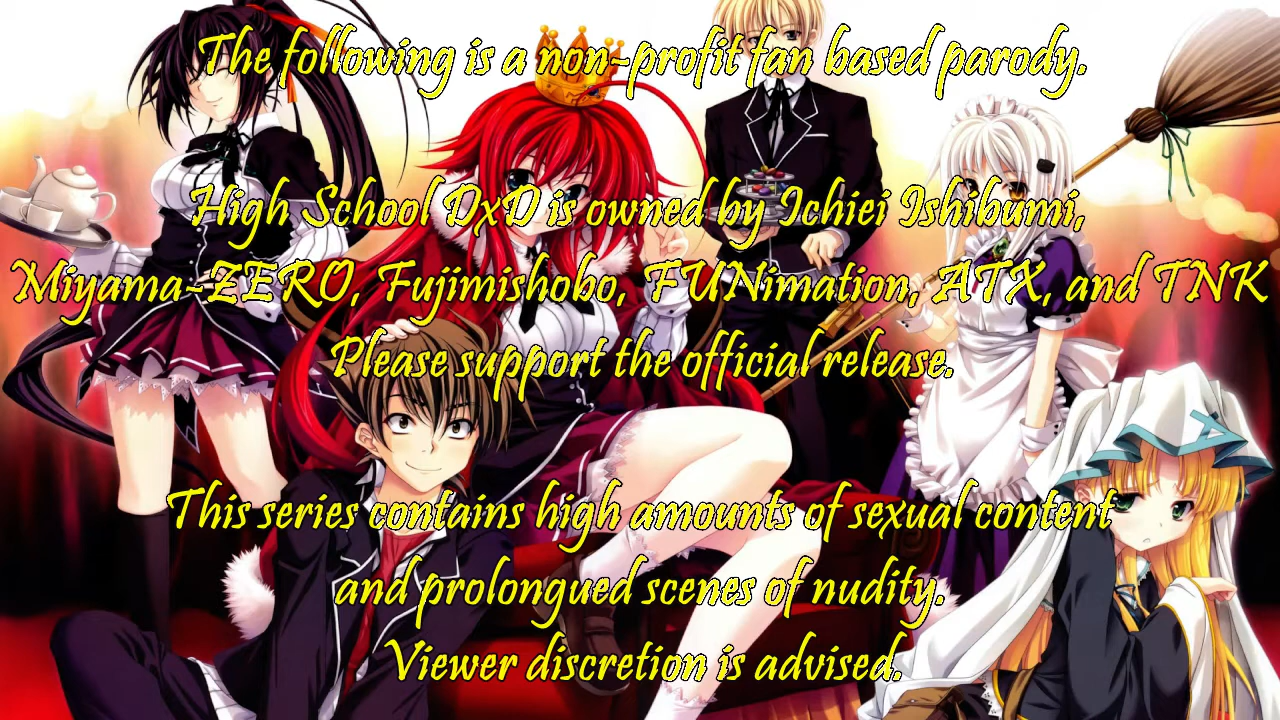 The following is a non-profit fan based parody.
High School DxD is owned by Ichiei Ishibumi,
Miyama-ZERO, Fujimishobo, FUNimation, ATX, and TNK
Please support the official release.
This series contains high amounts of sexual content
and prolongued scenes of nudity.
Viewer discretion is advised.